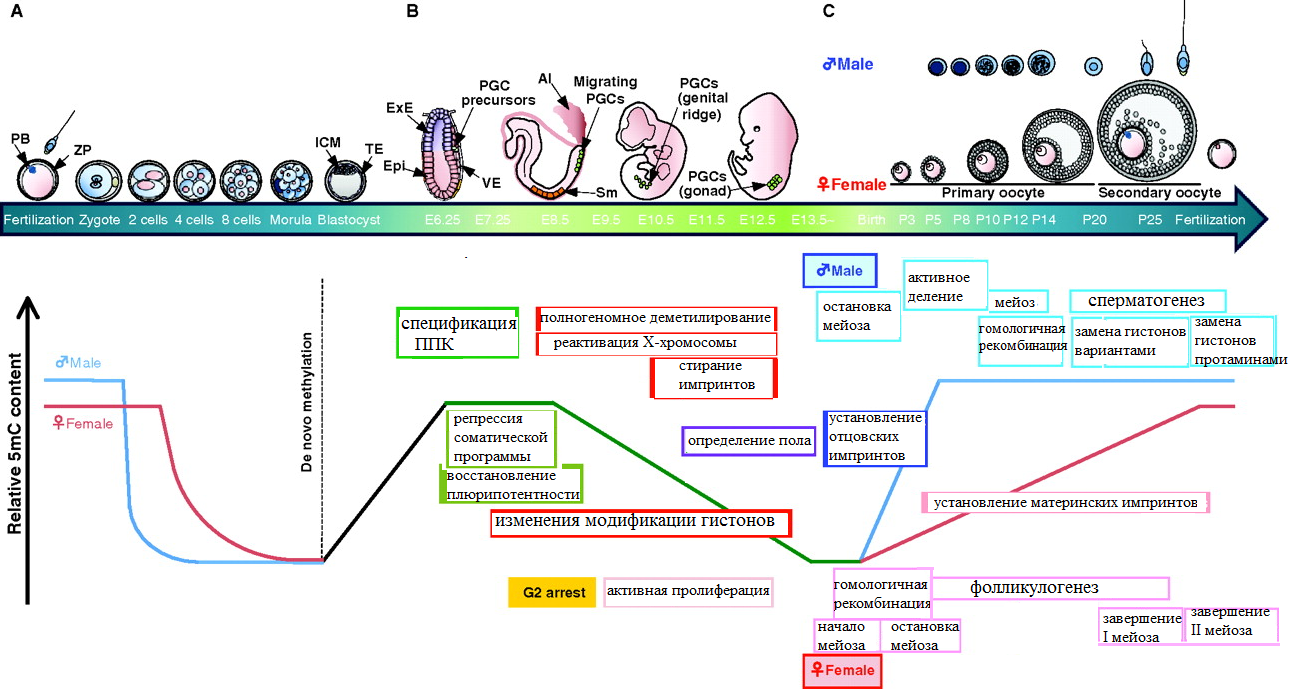 A
B
C
♂Male
PB
ZP
ICM
TE
ExE
PGC
precursors
Epi
VE
Al
Migrating
PGCs
Sm
PGCs
(genital
ridge)
PGCs
(gonad)
♀Female
Primary oocyte
Secondary oocyte
Fertilization Zygote 2 cells 4 cells 8 cells Morula Blastocyst E6.25 E7.25 E8.5 E9.5 E10.5 E11.5 E12.5 E13.5~ Birth P3 P5 P8 P10 P12 P14 P20 P25 Fertilization
Relative 5mC content
♂Male
♀Female
De novo methylation
спецификация
ППК
полногеномное деметилирование
реактивация X-хромосомы
стирание
импринтов
репрессия
соматической
программы
восстановление
плюрипотентности
изменения модификации гистонов
определение пола
G2 arrest
активная пролиферация
♂Male
остановка
мейоза
активное
деление
мейоз
гомологичная
рекомбинация
сперматогенез
замена гистонов
вариантами
замена
гистонов
протаминами
установление
отцовских
импринтов
установление материнских импринтов
гомологичная
рекомбинация
фолликулогенез
начало
мейоза
остановка
мейоза
завершение
I мейоза
завершение
II мейоза
♀Female